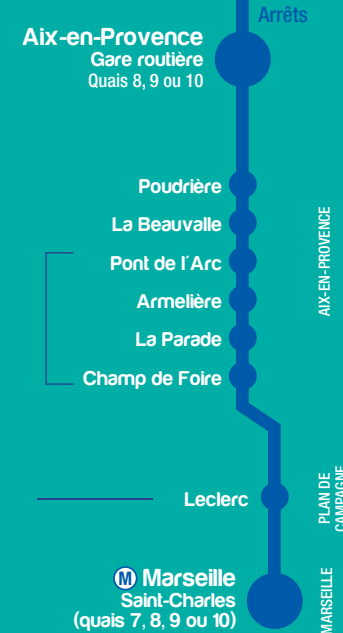 Arrêts
Aix-en-Provence
Gare routière
Quais 8, 9 ou 10
Poudrière
La Beauvalle
Pont de l´Arc
Armelière
La Parade
Champ de Foire
AIX-EN-PROVENCE
Leclerc
PLAN DE
CAMPAGNE
M Marseille
Saint-Charles
(quais 7, 8, 9 ou 10)
MARSEILLE